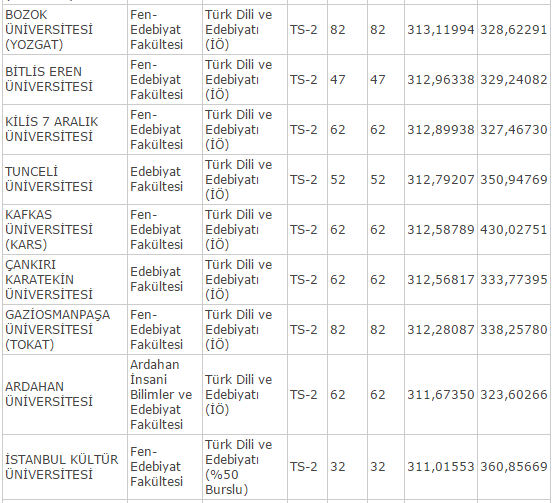 BOZOK ÜNİVERSİTESİ (YOZGAT) Fen-Edebiyat Fakültesi Türk Dili ve Edebiyatı (İÖ) TS-2 82 82 313,11994 328,62291
BİTLİS EREN ÜNİVERSİTESİ Fen-Edebiyat Fakültesi Türk Dili ve Edebiyatı (İÖ) TS-2 47 47 312,96338 329,24082
KİLİS 7 ARALIK ÜNİVERSİTESİ Fen-Edebiyat Fakültesi Türk Dili ve Edebiyatı (İÖ) TS-2 62 62 312,89938 327,46730
TUNCELİ ÜNİVERSİTESİ Edebiyat Fakültesi Türk Dili ve Edebiyatı (İÖ) TS-2 52 52 312,79207 350,94769
KAFKAS ÜNİVERSİTESİ (KARS) Fen-Edebiyat Fakültesi Türk Dili ve Edebiyatı (İÖ) TS-2 62 62 312,58789 430,02751
ÇANKIRI KARATEKİN ÜNİVERSİTESİ Edebiyat Fakültesi Türk Dili ve Edebiyatı (İÖ) TS-2 62 62 312,56817 333,77395
GAZİOSMANPAŞA ÜNİVERSİTESİ (TOKAT) Fen-Edebiyat Fakültesi Türk Dili ve Edebiyatı (İÖ) TS-2 82 82 312,28087 338,25780
ARDAHAN ÜNİVERSİTESİ Ardahan İnsani Bilimler ve Edebiyat Fakültesi Türk Dili ve Edebiyatı (İÖ) TS-2 62 62 311,67350 323,60266
İSTANBUL KÜLTÜR ÜNİVERSİTESİ Fen-Edebiyat Fakültesi Türk Dili ve Edebiyatı (%50 Burslu) TS-2 32 32 311,01553 360,85669